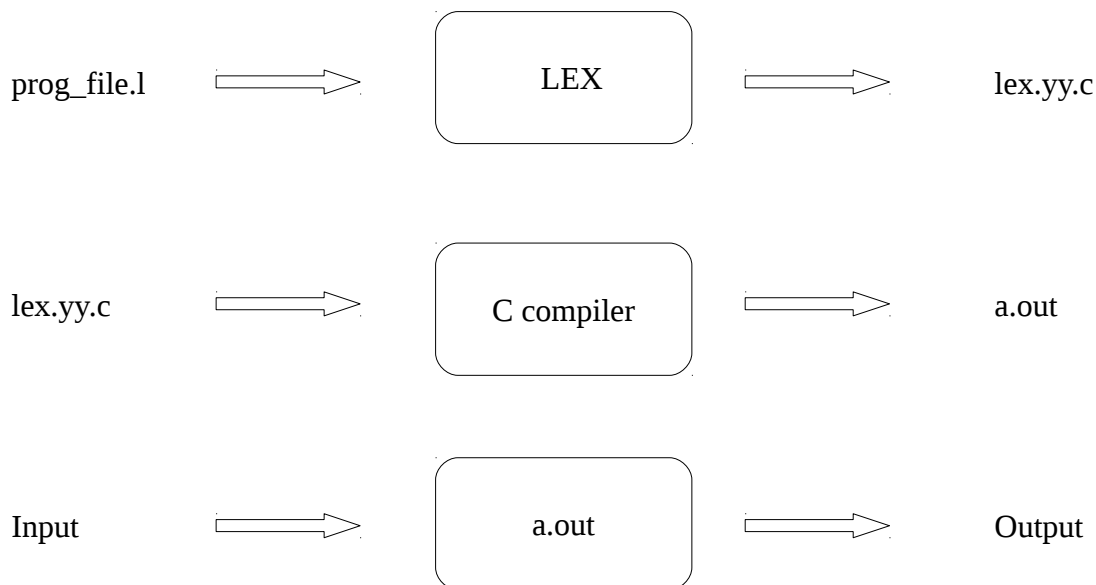 prog_file.l
LEX
lex.yy.c
lex.yy.c
C compiler
a.out
Input
a.out
Output